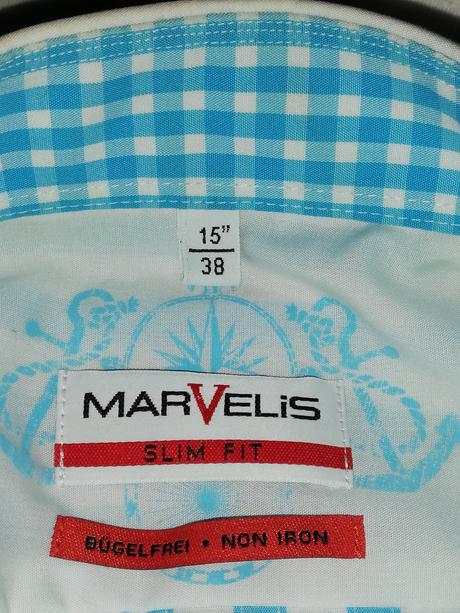 15”
38
MARVELiS
SLIM FIT
BÜGELFREI • NON IRON